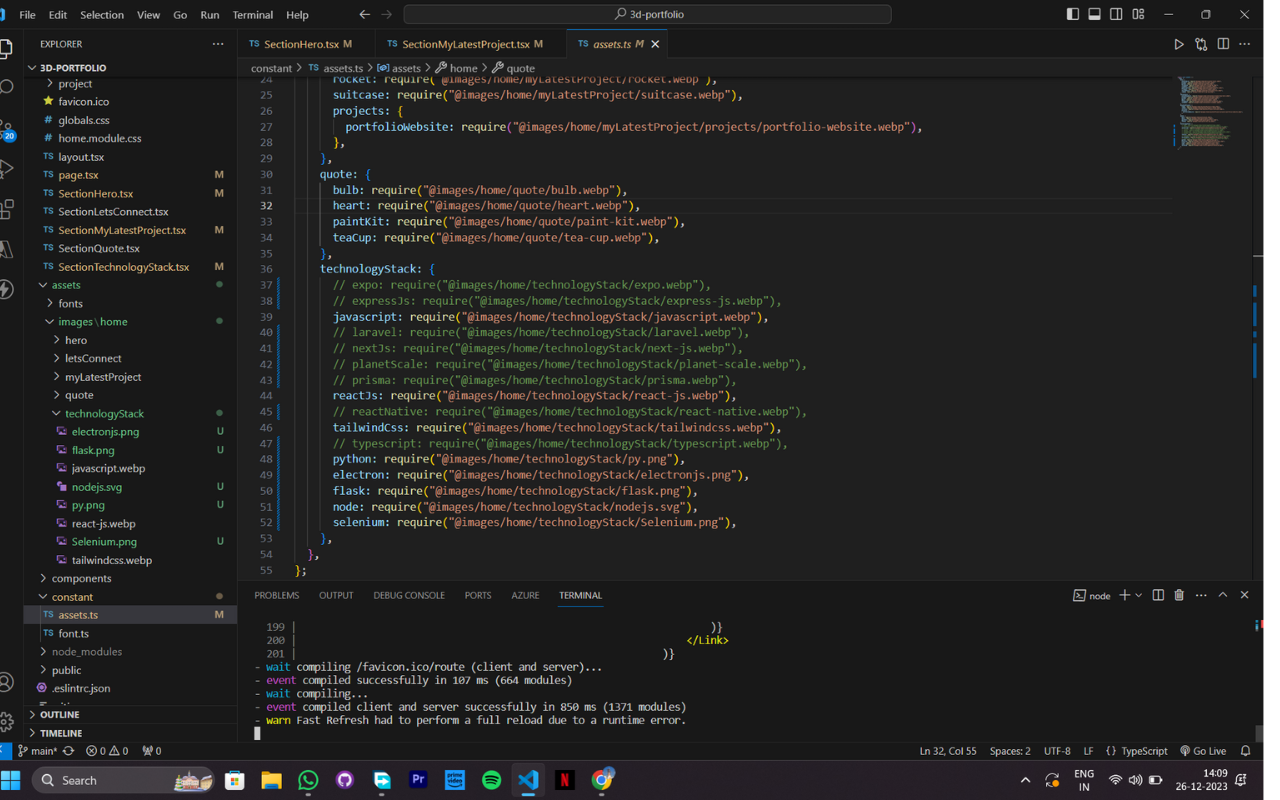 File Edit Selection View Go Run Terminal Help
3d-portfolio
EXPLORER
3D-PORTFOLIO
project
favicon.ico
globals.css
home.module.css
layout.tsx
page.tsx M
SectionHero.tsx M
SectionLetsConnect.tsx
SectionMyLatestProject.tsx M
SectionQuote.tsx
SectionTechnologyStack.tsx M
assets
fonts
images\home
hero
letsConnect
myLatestProject
quote
technologyStack
electronjs.png U
flask.png U
javascript.webp
nodejs.svg U
py.png U
react-js.webp
Selenium.png U
tailwindcss.webp
components
constant
assets.ts M
font.ts
node_modules
public
.eslintrc.json
OUTLINE
TIMELINE
20
TS SectionHero.tsx M TS SectionMyLatestProject.tsx M TS assets.ts M
constant > TS assets.ts > assets > home > quote
24 rocket: require("@images/home/myLatestProject/rocket.webp"),
25 suitcase: require("@images/home/myLatestProject/suitcase.webp"),
26 projects: {
27 portfolioWebsite: require("@images/home/myLatestProject/projects/portfolio-website.webp"),
28 },
29 },
30 quote: {
31 bulb: require("@images/home/quote/bulb.webp"),
32 heart: require("@images/home/quote/heart.webp"),
33 paintKit: require("@images/home/quote/paint-kit.webp"),
34 teaCup: require("@images/home/quote/tea-cup.webp"),
35 },
36 technologyStack: {
37 // expo: require("@images/home/technologyStack/expo.webp"),
38 // expressJs: require("@images/home/technologyStack/express-js.webp"),
39 javascript: require("@images/home/technologyStack/javascript.webp"),
40 // laravel: require("@images/home/technologyStack/laravel.webp"),
41 // nextJs: require("@images/home/technologyStack/next-js.webp"),
42 // planetScale: require("@images/home/technologyStack/planet-scale.webp"),
43 // prisma: require("@images/home/technologyStack/prisma.webp"),
44 reactJs: require("@images/home/technologyStack/react-js.webp"),
45 // reactNative: require("@images/home/technologyStack/react-native.webp"),
46 tailwindCss: require("@images/home/technologyStack/tailwindcss.webp"),
47 // typescript: require("@images/home/technologyStack/typescript.webp"),
48 python: require("@images/home/technologyStack/py.png"),
49 electron: require("@images/home/technologyStack/electronjs.png"),
50 flask: require("@images/home/technologyStack/flask.png"),
51 node: require("@images/home/technologyStack/nodejs.svg"),
52 selenium: require("@images/home/technologyStack/Selenium.png"),
53 },
54 },
55 };
PROBLEMS OUTPUT DEBUG CONSOLE PORTS AZURE TERMINAL
node
199 | )}
200 | </Link>
201 | )}
- wait compiling /favicon.ico/route (client and server)...
- event compiled successfully in 107 ms (664 modules)
- wait compiling...
- event compiled client and server successfully in 850 ms (1371 modules)
- warn Fast Refresh had to perform a full reload due to a runtime error.
main* 0 0 0 Ln 32, Col 55 Spaces: 2 UTF-8 LF {} TypeScript Go Live
Search
Pr
prime video
N
ENG
IN
14:09
26-12-2023